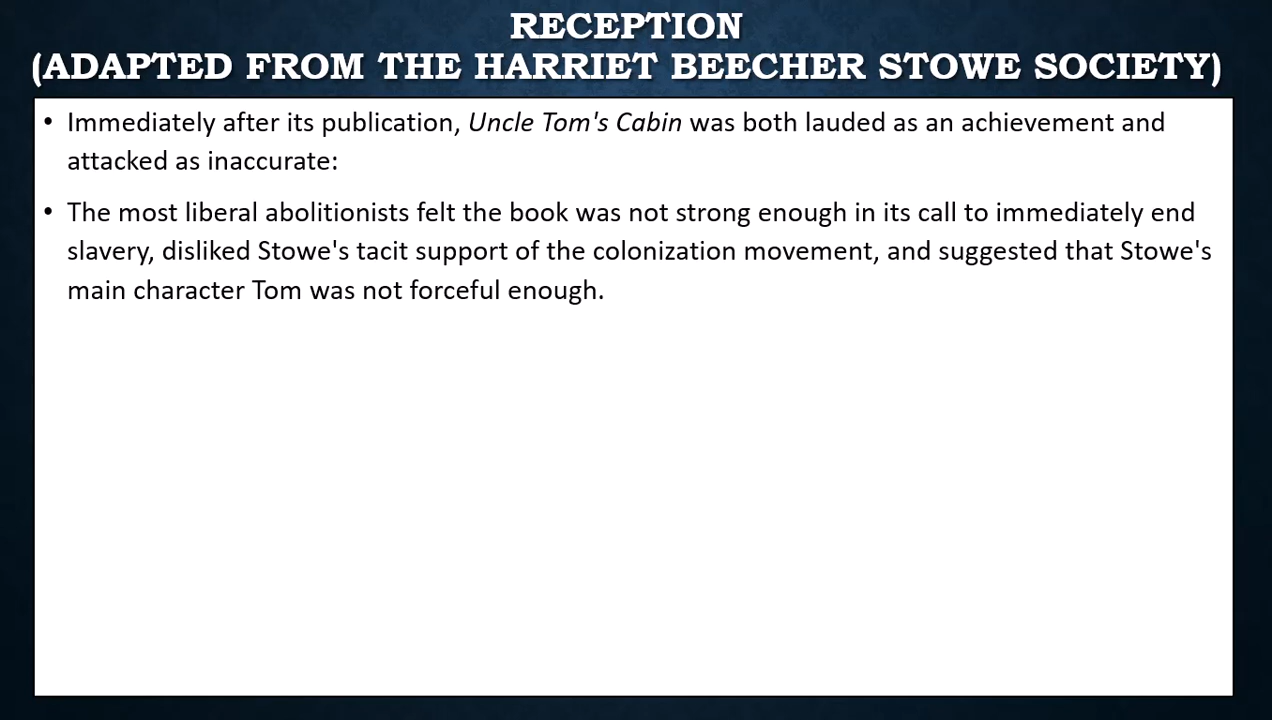 RECEPTION
(ADAPTED FROM THE HARRIET BEECHER STOWE SOCIETY)
• Immediately after its publication, Uncle Tom's Cabin was both lauded as an achievement and
attacked as inaccurate:
• The most liberal abolitionists felt the book was not strong enough in its call to immediately end
slavery, disliked Stowe's tacit support of the colonization movement, and suggested that Stowe's
main character Tom was not forceful enough.